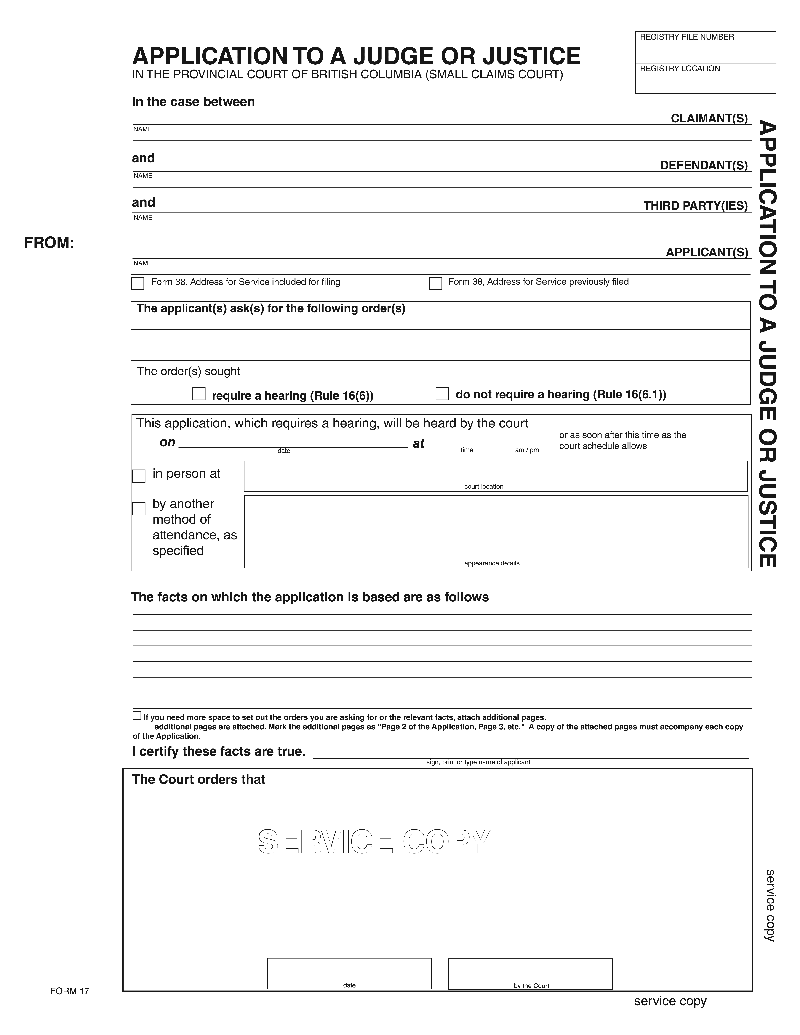 REGISTRY FILE NUMBER
APPLICATION TO A JUDGE OR JUSTICE
IN THE PROVINCIAL COURT OF BRITISH COLUMBIA (SMALL CLAIMS COURT)
REGISTRY LOCATION
In the case between
CLAIMANT(S)
NAME
and
DEFENDANT(S)
NAME
and
THIRD PARTY(IES)
NAME
FROM:
APPLICANT(S)
NAME
Form 38, Address for Service included for filing
Form 38, Address for Service previously filed
The applicant(s) ask(s) for the following order(s)
The order(s) sought
require a hearing (Rule 16(6))
do not require a hearing (Rule 16(6.1))
This application, which requires a hearing, will be heard by the court
on at
date
time am / pm
or as soon after this time as the
court schedule allows
in person at
court location
by another
method of
attendance, as
specified
appearance details
APPLICATION TO A JUDGE OR JUSTICE
The facts on which the application is based are as follows
If you need more space to set out the orders you are asking for or the relevant facts, attach additional pages.
additional pages are attached. Mark the additional pages as "Page 2 of the Application, Page 3, etc." A copy of the attached pages must accompany each copy
of the Application.
I certify these facts are true.
sign, print or type name of applicant
The Court orders that
SERVICE COPY
service copy
date
by the Court
FORM 17
service copy